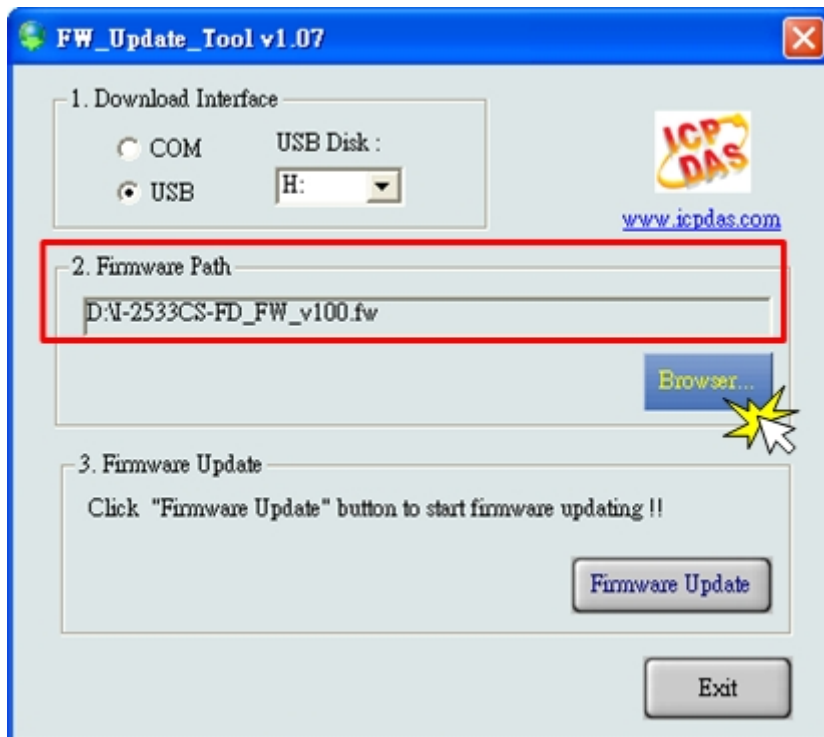 FW_Update_Tool v1.07
1. Download Interface
COM
USB Disk :
USB
H:
ICP
DAS
www.icpdas.com
2. Firmware Path
D:\I-2533CS-FD_FW_v100.fw
Browser...
3. Firmware Update
Click "Firmware Update" button to start firmware updating !!
Firmware Update
Exit